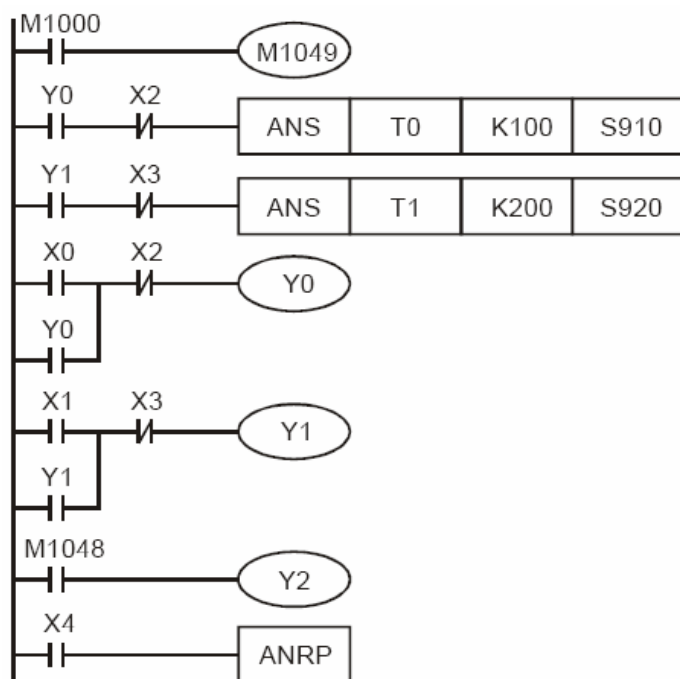 M1000
M1049
Y0 X2
ANS T0 K100 S910
Y1 X3
ANS T1 K200 S920
X0 X2
Y0
Y0
X1 X3
Y1
Y1
M1048
Y2
X4
ANRP